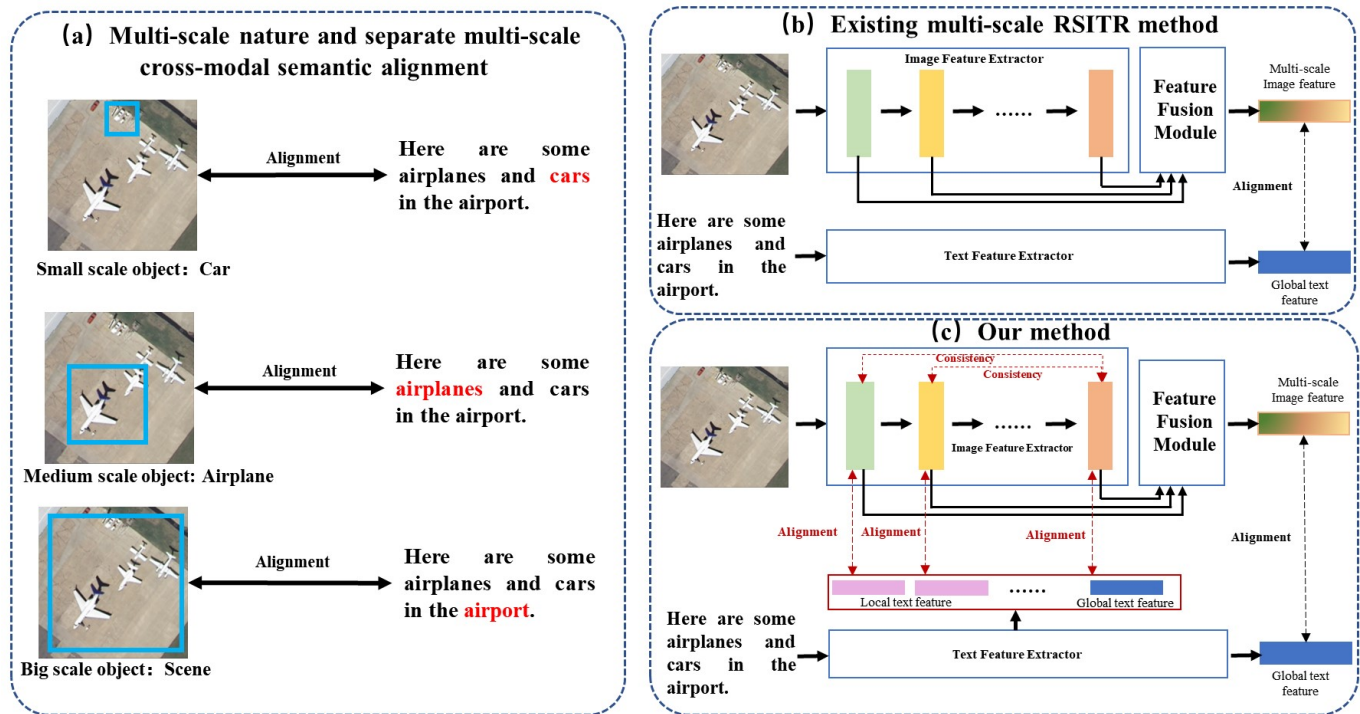 (a) Multi-scale nature and separate multi-scale
cross-modal semantic alignment
Alignment
Here are some
airplanes and cars
in the airport.
Small scale object：Car
Alignment
Here are some
airplanes and cars
in the airport.
Medium scale object: Airplane
Alignment
Here are some
airplanes and cars
in the airport.
Big scale object：Scene
(b) Existing multi-scale RSITR method
Image Feature Extractor
......
Feature
Fusion
Module
Multi-scale
Image feature
Alignment
Here are some
airplanes and
cars in the
airport.
Text Feature Extractor
Global text
feature
(c) Our method
Consistency
Consistency
......
Image Feature Extractor
Feature
Fusion
Module
Multi-scale
Image feature
Alignment
Alignment
Alignment
Alignment
......
Local text feature
Global text feature
Here are some
airplanes and
cars in the
airport.
Text Feature Extractor
Global text
feature